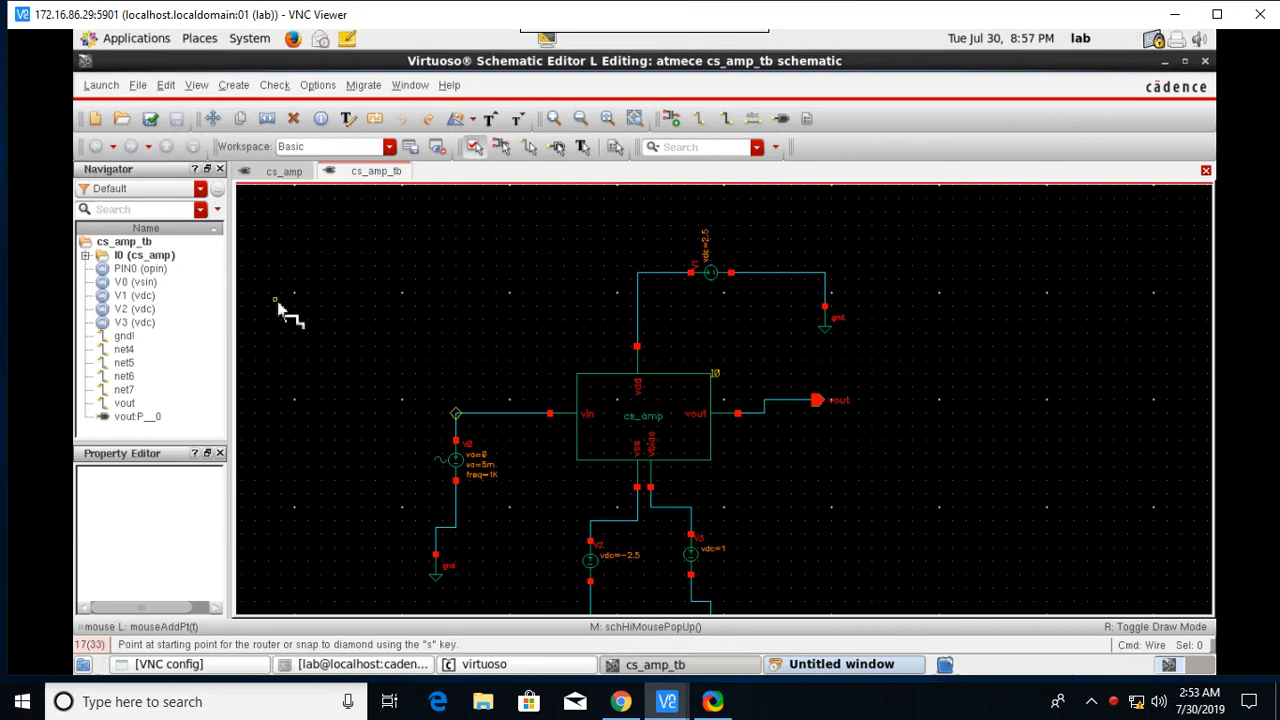 172.16.86.29:5901 (localhost.localdomain:01 (lab)) - VNC Viewer
Applications Places System
Tue Jul 30, 8:57 PM lab
Virtuoso® Schematic Editor L Editing: atmece cs_amp_tb schematic
Launch File Edit View Create Check Options Migrate Window Help
cādence
Workspace: Basic
Search
Navigator
cs_amp
cs_amp_tb
Default
Search
Name
cs_amp_tb
I0 (cs_amp)
PIN0 (opin)
V0 (vsin)
V1 (vdc)
V2 (vdc)
V3 (vdc)
gnd!
net4
net5
net6
net7
vout
vout:P__0
Property Editor
vdc=2.5
V1
gnd
I0
vdd
vin
cs_amp
vout
vout
vss
vbias
V0
vo=0
va=5m
freq=1K
gnd
V2
vdc=-2.5
V3
vdc=1
mouse L: mouseAddPt()
M: schHiMousePopUp()
R: Toggle Draw Mode
17(33)
Point at starting point for the router or snap to diamond using the "s" key.
Cmd: Wire Sel: 0
[VNC config]
[lab@localhost:caden...
virtuoso
cs_amp_tb
Untitled window
Type here to search
2:53 AM
7/30/2019